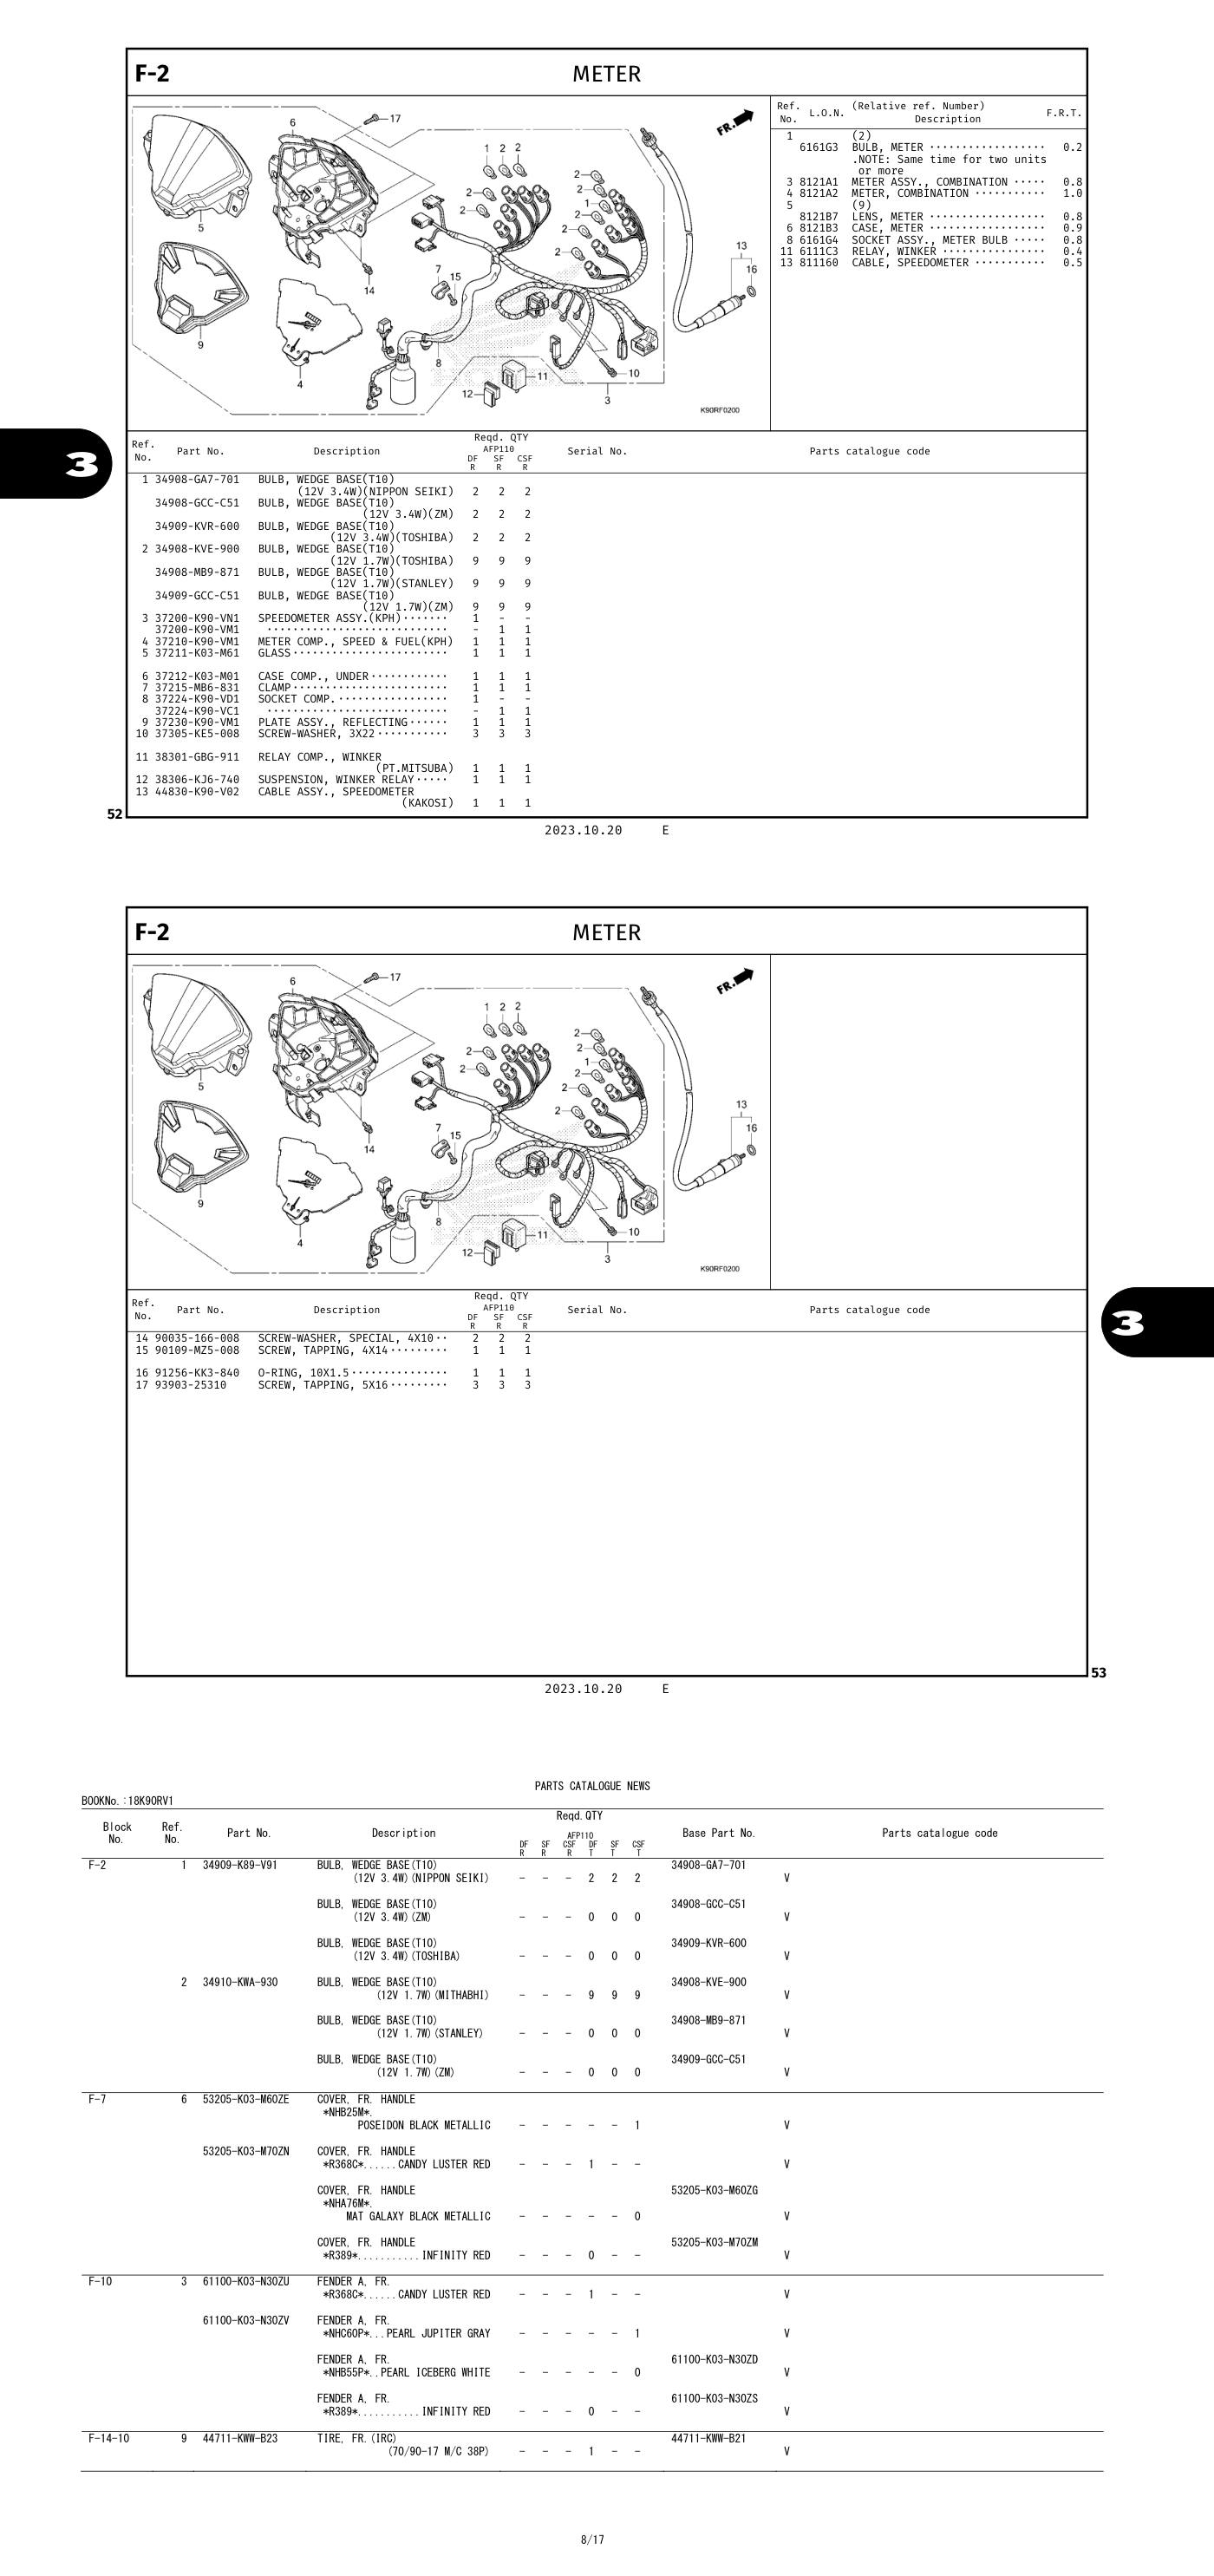 F-2 METER
6
17
FR.
1 2 2
2
2
2
2
1
2
2
2
5
14
7
15
13
16
9
4
8
12
11
10
3
K90RF0200
Ref. No. L.O.N. (Relative ref. Number) Description F.R.T.
1 (2)
6161G3 BULB, METER ·················· 0.2
.NOTE: Same time for two units
or more
3 8121A1 METER ASSY., COMBINATION ····· 0.8
4 8121A2 METER, COMBINATION ··········· 1.0
5 (9)
8121B7 LENS, METER ·················· 0.8
6 8121B3 CASE, METER ·················· 0.9
8 6161G4 SOCKET ASSY., METER BULB ····· 0.8
11 6111C3 RELAY, WINKER ················ 0.4
13 811160 CABLE, SPEEDOMETER ··········· 0.5
3
Ref. No. Part No. Description Reqd. QTY Serial No. Parts catalogue code
AFP110
DF SF CSF
R R R
1 34908-GA7-701 BULB, WEDGE BASE(T10)
(12V 3.4W)(NIPPON SEIKI) 2 2 2
34908-GCC-C51 BULB, WEDGE BASE(T10)
(12V 3.4W)(ZM) 2 2 2
34909-KVR-600 BULB, WEDGE BASE(T10)
(12V 3.4W)(TOSHIBA) 2 2 2
2 34908-KVE-900 BULB, WEDGE BASE(T10)
(12V 1.7W)(TOSHIBA) 9 9 9
34908-MB9-871 BULB, WEDGE BASE(T10)
(12V 1.7W)(STANLEY) 9 9 9
34909-GCC-C51 BULB, WEDGE BASE(T10)
(12V 1.7W)(ZM) 9 9 9
3 37200-K90-VN1 SPEEDOMETER ASSY.(KPH)······· 1 - -
37200-K90-VM1 ···························· - 1 1
4 37210-K90-VM1 METER COMP., SPEED & FUEL(KPH) 1 1 1
5 37211-K03-M61 GLASS························ 1 1 1
6 37212-K03-M01 CASE COMP., UNDER············ 1 1 1
7 37215-MB6-831 CLAMP························ 1 1 1
8 37224-K90-VD1 SOCKET COMP.················· 1 - -
37224-K90-VC1 ···························· - 1 1
9 37230-K90-VM1 PLATE ASSY., REFLECTING······ 1 1 1
10 37305-KE5-008 SCREW-WASHER, 3X22··········· 3 3 3
11 38301-GBG-911 RELAY COMP., WINKER
(PT.MITSUBA) 1 1 1
12 38306-KJ6-740 SUSPENSION, WINKER RELAY····· 1 1 1
13 44830-K90-V02 CABLE ASSY., SPEEDOMETER
(KAKOSI) 1 1 1
52
2023.10.20 E
F-2 METER
6
17
FR.
1 2 2
2
2
2
2
1
2
2
2
5
14
7
15
13
16
9
4
8
12
11
10
3
K90RF0200
Ref. No. Part No. Description Reqd. QTY Serial No. Parts catalogue code
AFP110
DF SF CSF
R R R
3
14 90035-166-008 SCREW-WASHER, SPECIAL, 4X10·· 2 2 2
15 90109-MZ5-008 SCREW, TAPPING, 4X14········· 1 1 1
16 91256-KK3-840 O-RING, 10X1.5··············· 1 1 1
17 93903-25310 SCREW, TAPPING, 5X16········· 3 3 3
53
2023.10.20 E
PARTS CATALOGUE NEWS
BOOKNo. :18K90RV1
Block No. Ref. No. Part No. Description Reqd.QTY Base Part No. Parts catalogue code
AFP110
DF SF CSF DF SF CSF
R R R T T T
F-2 1 34909-K89-V91 BULB, WEDGE BASE(T10) 34908-GA7-701
(12V 3.4W)(NIPPON SEIKI) - - - 2 2 2 V
BULB, WEDGE BASE(T10) 34908-GCC-C51
(12V 3.4W)(ZM) - - - 0 0 0 V
BULB, WEDGE BASE(T10) 34909-KVR-600
(12V 3.4W)(TOSHIBA) - - - 0 0 0 V
2 34910-KWA-930 BULB, WEDGE BASE(T10) 34908-KVE-900
(12V 1.7W)(MITHABHI) - - - 9 9 9 V
BULB, WEDGE BASE(T10) 34908-MB9-871
(12V 1.7W)(STANLEY) - - - 0 0 0 V
BULB, WEDGE BASE(T10) 34909-GCC-C51
(12V 1.7W)(ZM) - - - 0 0 0 V
F-7 6 53205-K03-M60ZE COVER, FR. HANDLE
*NHB25M*.
POSEIDON BLACK METALLIC - - - - - 1 V
53205-K03-M70ZN COVER, FR. HANDLE
*R368C*......CANDY LUSTER RED - - - 1 - - V
COVER, FR. HANDLE 53205-K03-M60ZG
*NHA76M*.
MAT GALAXY BLACK METALLIC - - - - - 0 V
COVER, FR. HANDLE 53205-K03-M70ZM
*R389*...........INFINITY RED - - - 0 - - V
F-10 3 61100-K03-N30ZU FENDER A, FR.
*R368C*......CANDY LUSTER RED - - - 1 - - V
61100-K03-N30ZV FENDER A, FR.
*NHC60P*...PEARL JUPITER GRAY - - - - - 1 V
FENDER A, FR. 61100-K03-N30ZD
*NHB55P*..PEARL ICEBERG WHITE - - - - - 0 V
FENDER A, FR. 61100-K03-N30ZS
*R389*...........INFINITY RED - - - 0 - - V
F-14-10 9 44711-KWW-B23 TIRE, FR.(IRC) 44711-KWW-B21
(70/90-17 M/C 38P) - - - 1 - - V
8/17